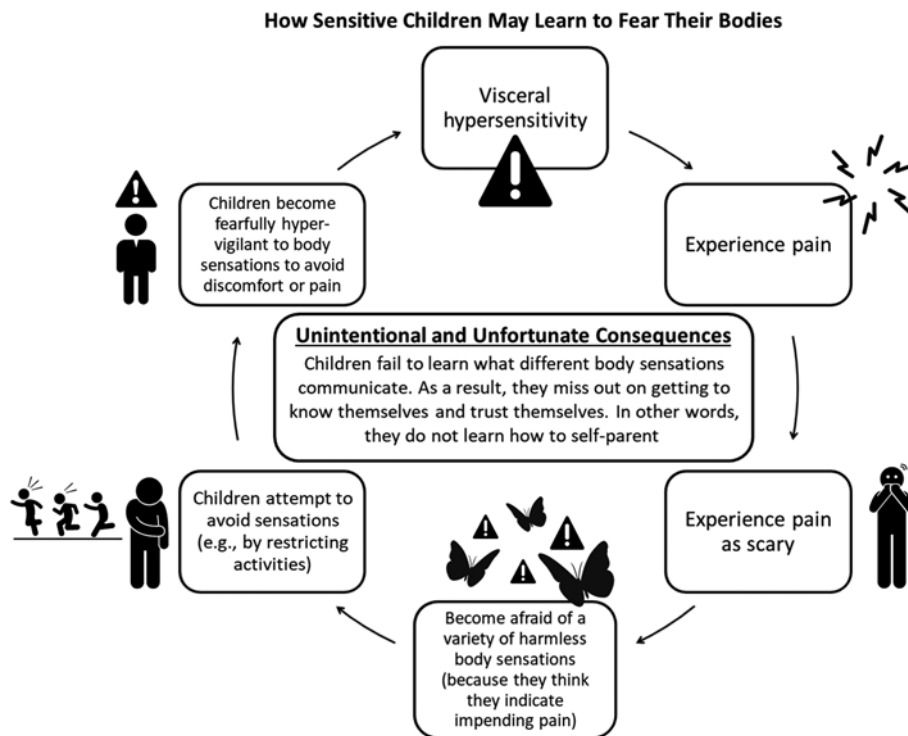 How Sensitive Children May Learn to Fear Their Bodies
Visceral
hypersensitivity
Experience pain
Experience pain
as scary
Become afraid of a
variety of harmless
body sensations
(because they think
they indicate
impending pain)
Children attempt to
avoid sensations
(e.g., by restricting
activities)
Children become
fearfully hyper-
vigilant to body
sensations to avoid
discomfort or pain
Unintentional and Unfortunate Consequences
Children fail to learn what different body sensations
communicate. As a result, they miss out on getting to
know themselves and trust themselves. In other words,
they do not learn how to self-parent